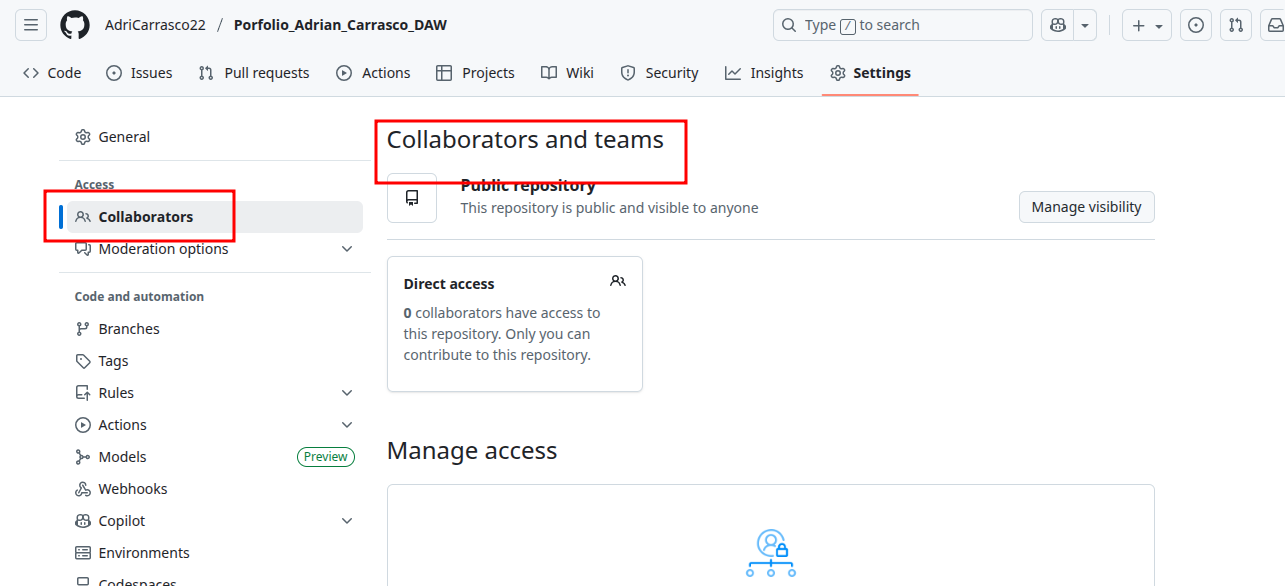 AdriCarrasco22 / Porfolio_Adrian_Carrasco_DAW
Type / to search
Code Issues Pull requests Actions Projects Wiki Security Insights Settings
General
Access
Collaborators
Moderation options
Code and automation
Branches
Tags
Rules
Actions
Models Preview
Webhooks
Copilot
Environments
Codespaces
Collaborators and teams
Public repository
This repository is public and visible to anyone
Manage visibility
Direct access
0 collaborators have access to
this repository. Only you can
contribute to this repository.
Manage access